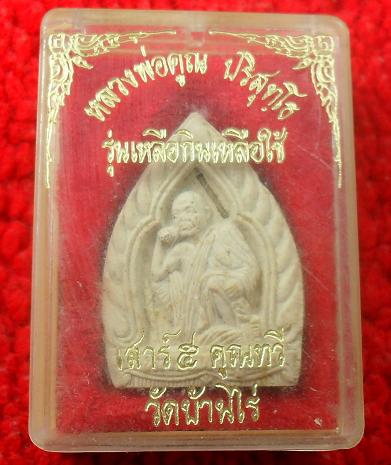 หลวงพ่อคูณ ปริสุทฺโธ
รุ่นเหลือกินเหลือใช้
เสาร์ ๕ คูณทวี
วัดบ้านไร่